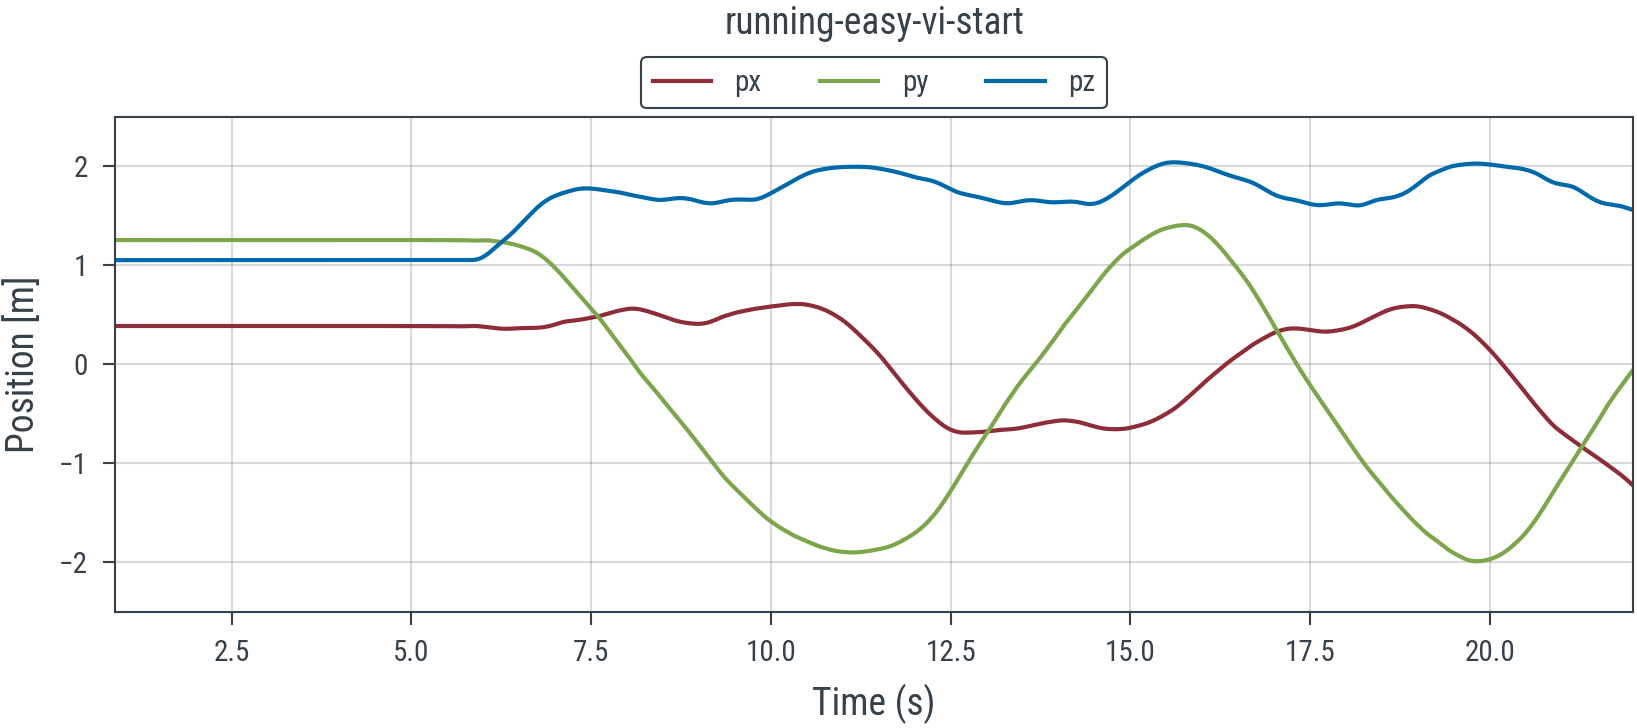 running-easy-vi-start
px py pz
Position [m]
2
1
0
−1
−2
2.5 5.0 7.5 10.0 12.5 15.0 17.5 20.0
Time (s)